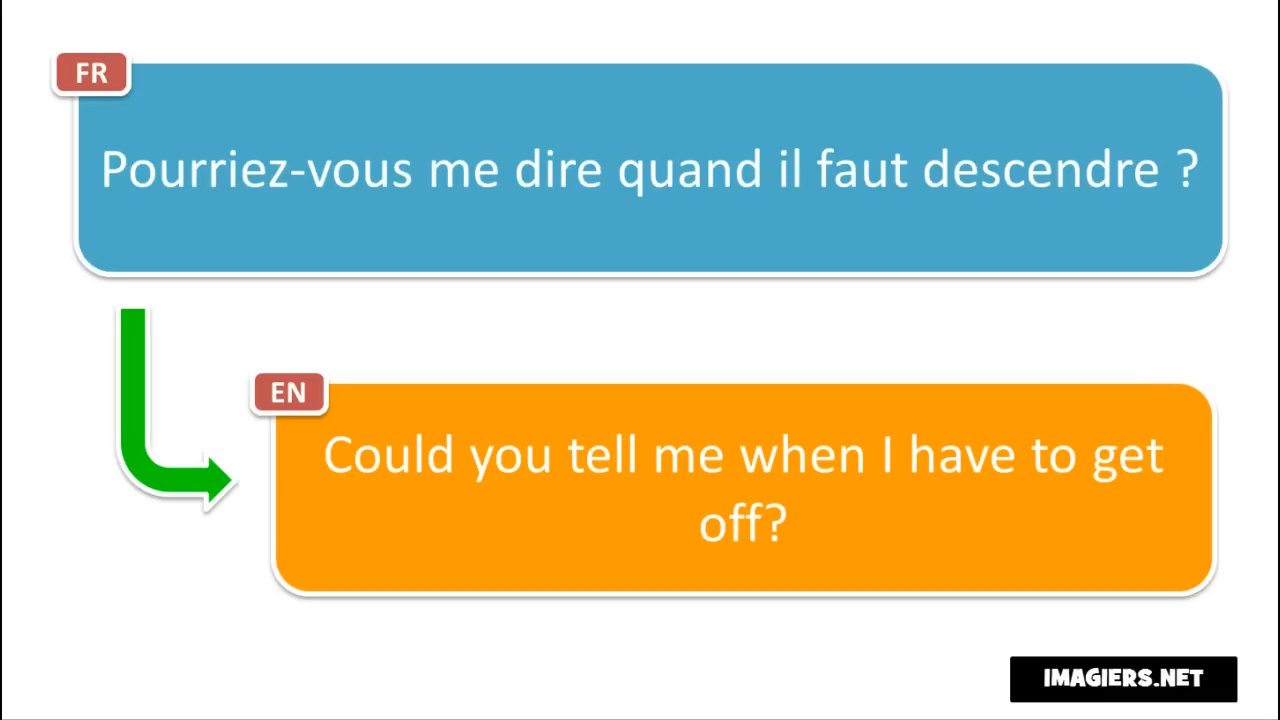 FR
Pourriez-vous me dire quand il faut descendre ?
EN
Could you tell me when I have to get
off?
IMAGIERS.NET